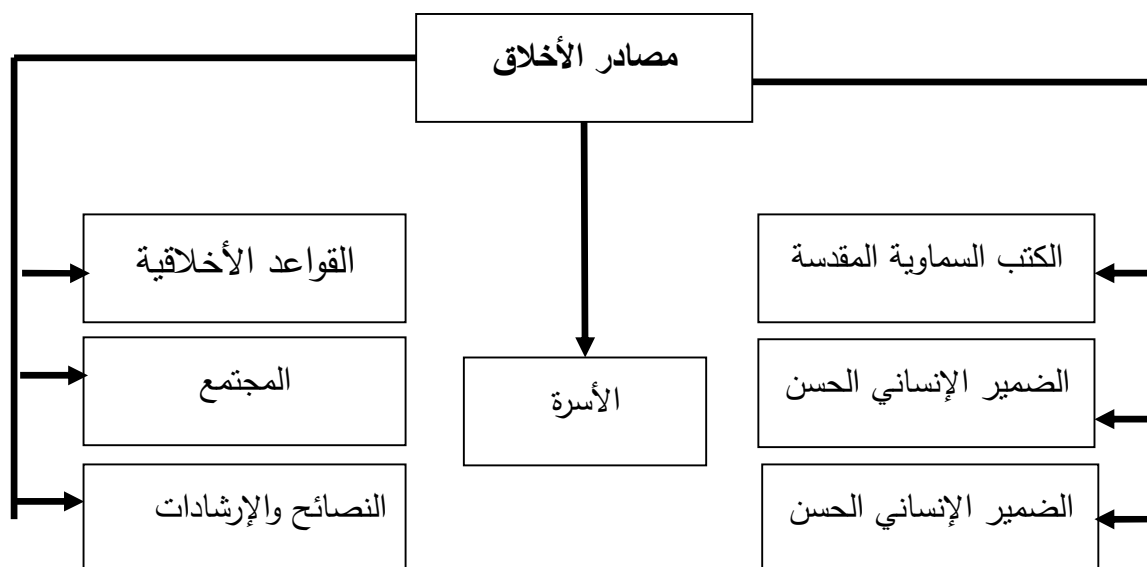 مصادر الأخلاق
الكتب السماوية المقدسة
القواعد الأخلاقية
الضمير الإنساني الحسن
الأسرة
المجتمع
الضمير الإنساني الحسن
النصائح والإرشادات